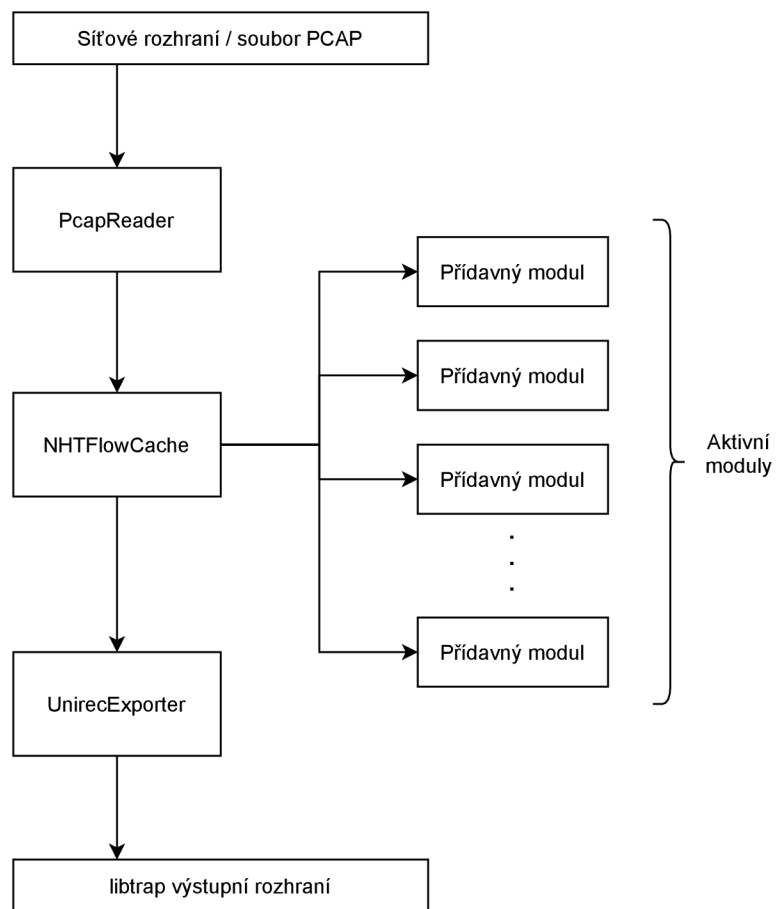 Síťové rozhraní / soubor PCAP
PcapReader
Přídavný modul
Přídavný modul
NHTFlowCache
Přídavný modul
Aktivní
moduly
.
.
.
Přídavný modul
UnirecExporter
libtrap výstupní rozhraní